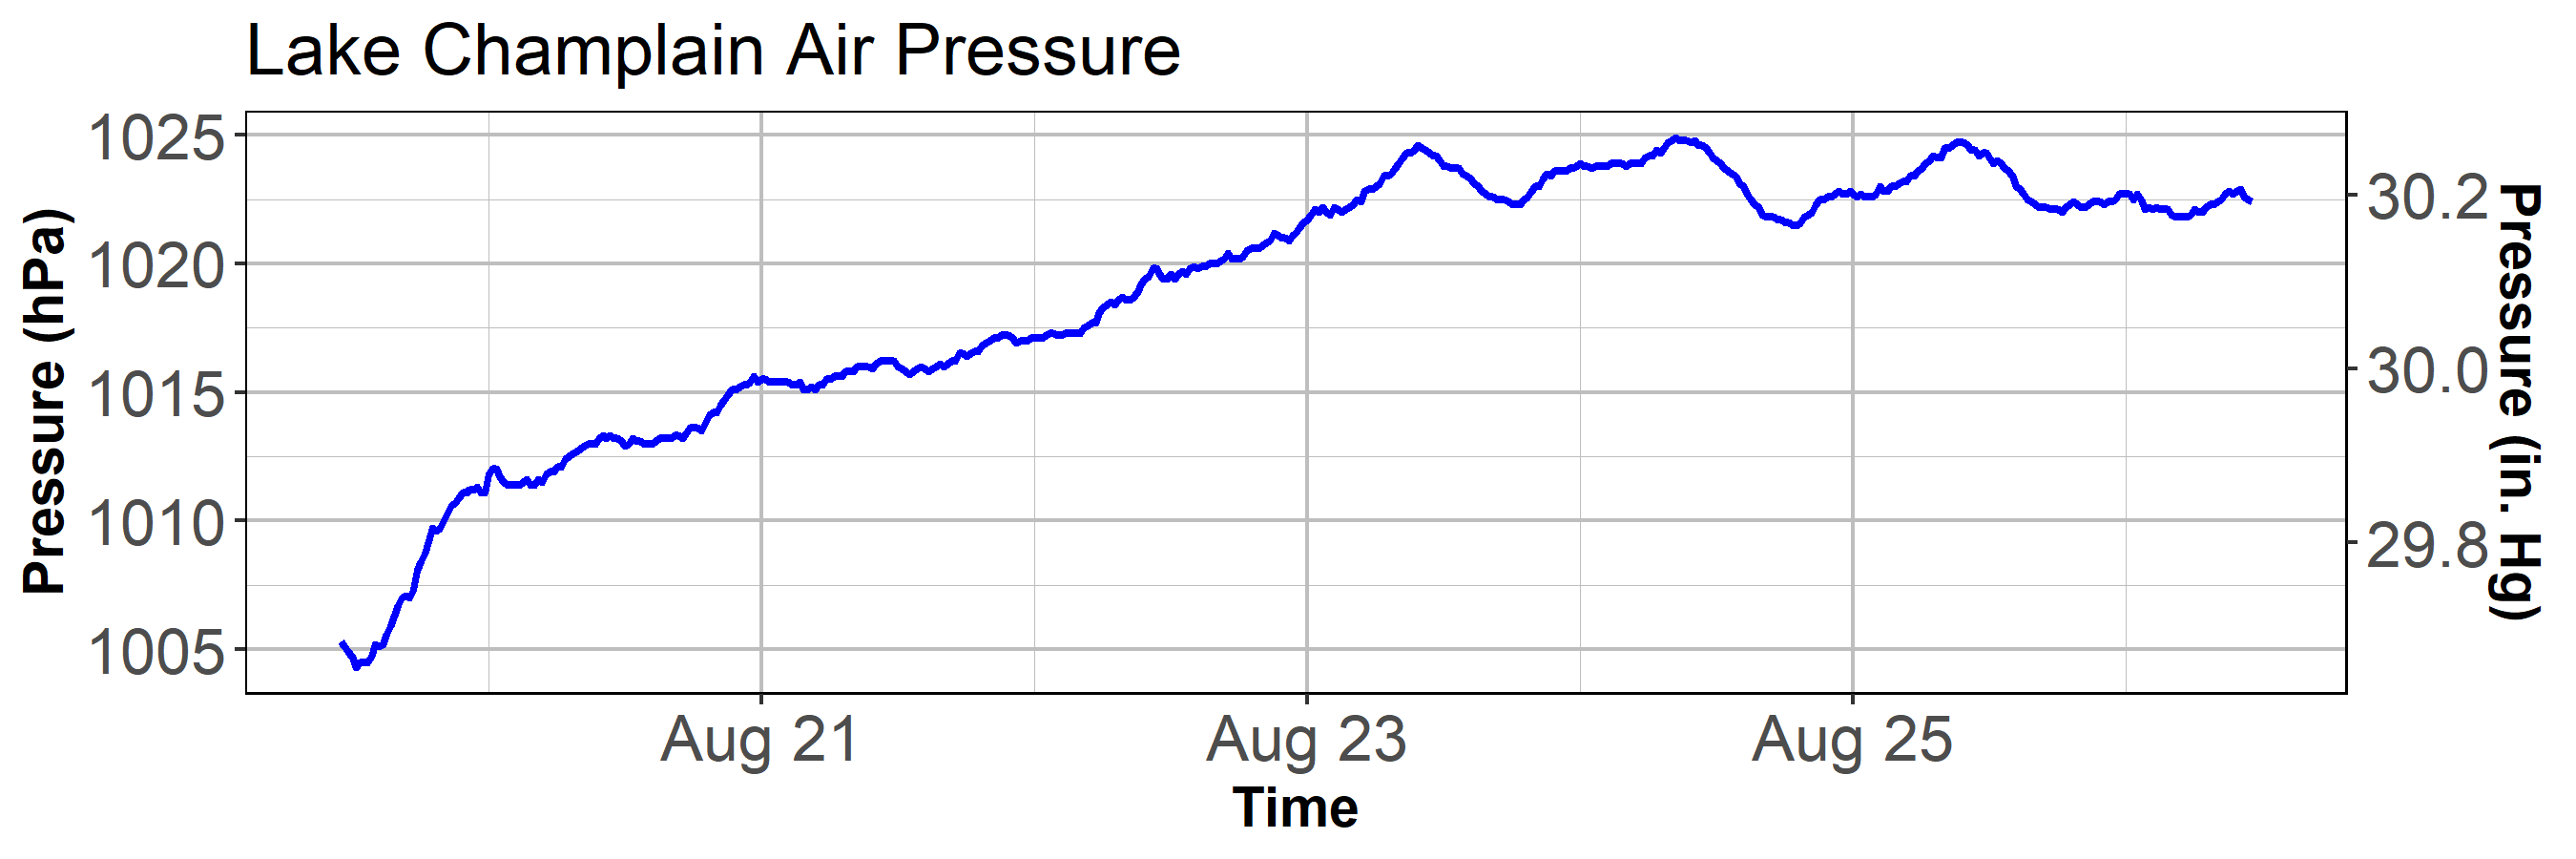 Lake Champlain Air Pressure
1025
1020
1015
1010
1005
Pressure (hPa)
30.2
30.0
29.8
Pressure (in. Hg)
Aug 21
Aug 23
Aug 25
Time